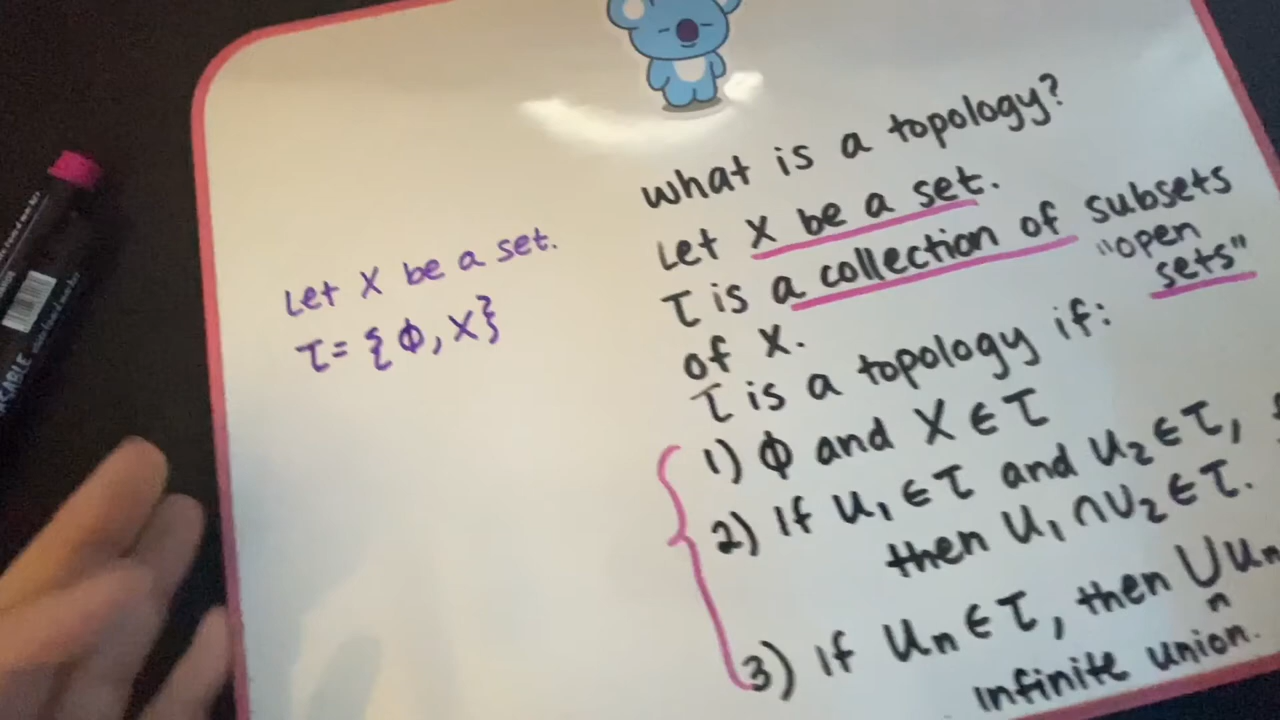 What is a topology?
Let X be a set.
τ is a collection of subsets
"open
sets"
of X.
τ is a topology if:
1) Φ and X ∈ τ
2) If U₁ ∈ τ and U₂ ∈ τ,
then U₁ ∩ U₂ ∈ τ.
3) If Uₙ ∈ τ, then ⋃ Uₙ
n
infinite union.
Let X be a set.
τ = {Φ, X}